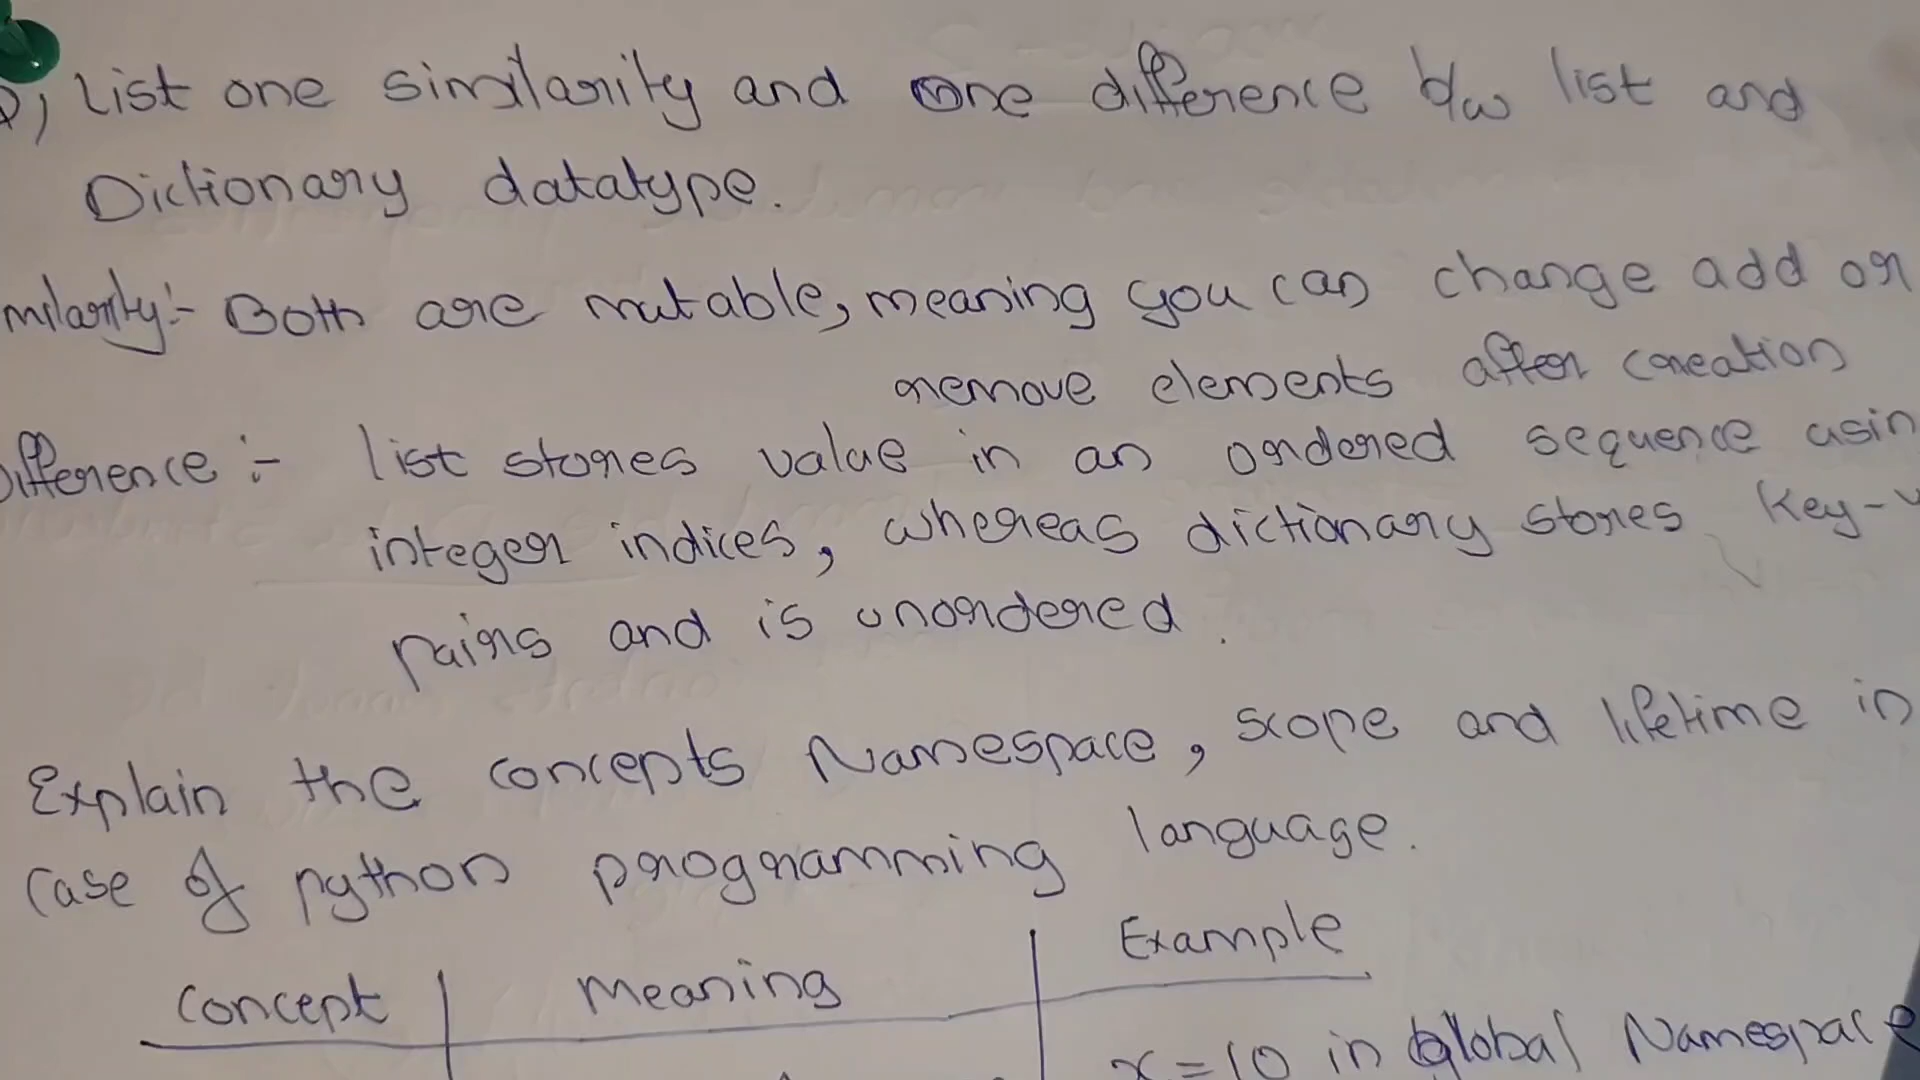 Q) List one similarity and one difference b/w list and
Dictionary datatype.
milarity:- Both are mutable, meaning you can change add or
remove elements after creation
Difference :- list stores value in an ordered sequence usin
integer indices, whereas dictionary stores key-v
pairs and is unordered.
Explain the concepts Namespace, scope and lifetime in
case of python programming language.
Concept Meaning Example
x=10 in global Namespace